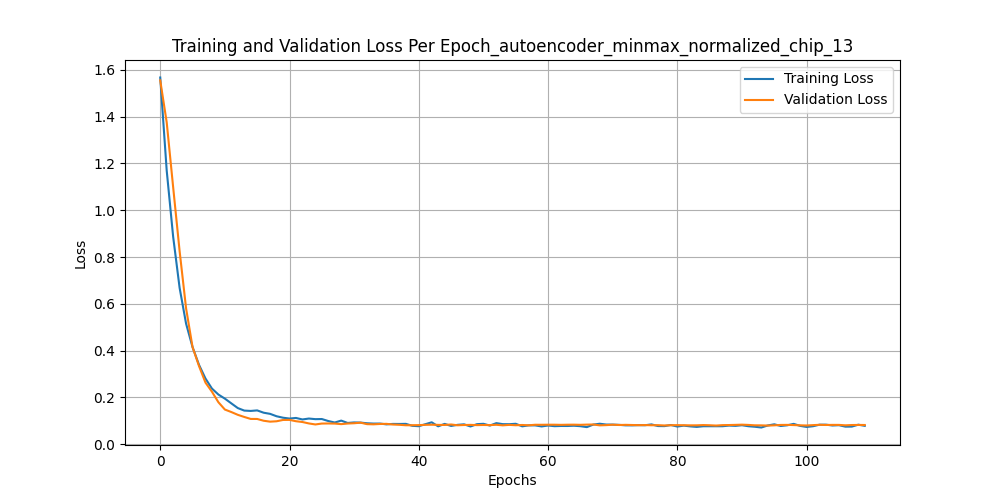 Training and Validation Loss Per Epoch_autoencoder_minmax_normalized_chip_13
Training Loss
Validation Loss
Loss
1.6
1.4
1.2
1.0
0.8
0.6
0.4
0.2
0.0
0 20 40 60 80 100
Epochs